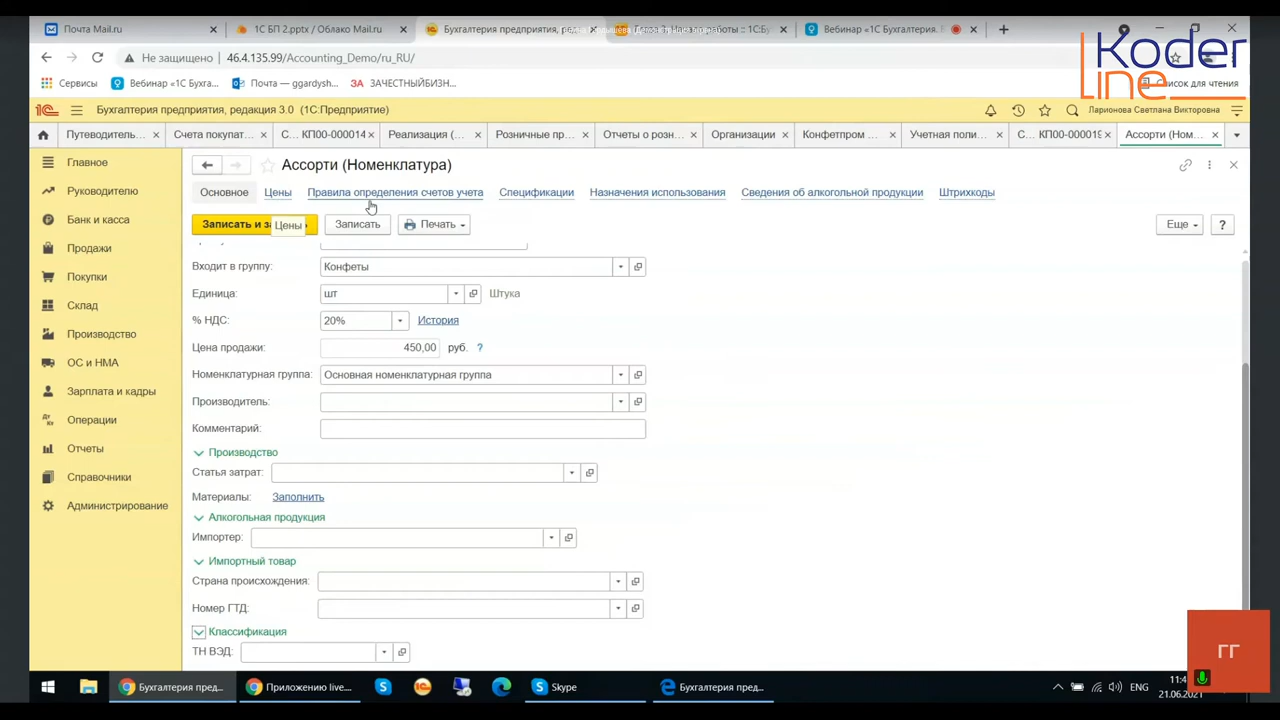 Почта Mail.ru
1С БП 2.pptx / Облако Mail.ru
Бухгалтерия предприятия,
Вебинар «1С Бухгалтерия.
Не защищено
46.4.135.99/Accounting_Demo/ru_RU/
Сервисы
Вебинар «1С Бухга...
Почта — ggardysh...
ЗАЧЕСТНЫЙБИЗН...
Список для чтения
Koder
line
Бухгалтерия предприятия, редакция 3.0 (1С:Предприятие)
Ларионова Светлана Викторовна
Путеводитель...
Счета покупат...
С... КП00-000014
Реализация (...
Розничные пр...
Отчеты о розн...
Организации
Конфетпром ...
Учетная поли...
С... КП00-000019
Ассорти (Ном...
Главное
Руководителю
Банк и касса
Продажи
Покупки
Склад
Производство
ОС и НМА
Зарплата и кадры
Операции
Отчеты
Справочники
Администрирование
Ассорти (Номенклатура)
Основное
Цены
Правила определения счетов учета
Спецификации
Назначения использования
Сведения об алкогольной продукции
Штрихкоды
Записать и за
Цены
Записать
Печать
Еще
?
Входит в группу:
Конфеты
Единица:
шт
Штука
% НДС:
20%
История
Цена продажи:
450,00
руб.
?
Номенклатурная группа:
Основная номенклатурная группа
Производитель:
Комментарий:
Производство
Статья затрат:
Материалы:
Заполнить
Алкогольная продукция
Импортер:
Импортный товар
Страна происхождения:
Номер ГТД:
Классификация
ТН ВЭД:
ГГ
Бухгалтерия пред...
Приложению live....
Skype
Бухгалтерия пред...
ENG
11:4
21.06.2021